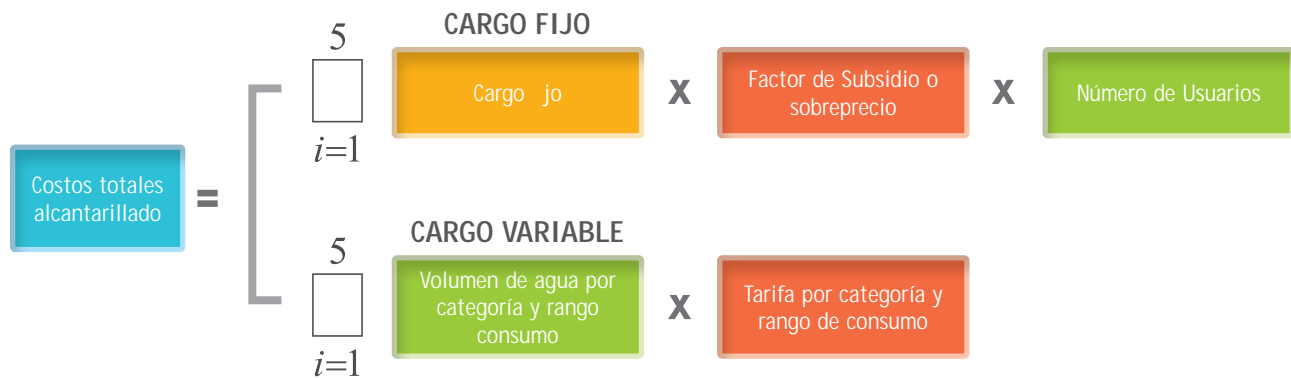 CARGO FIJO
5
i=1
Cargo jo
x
Factor de Subsidio o
sobreprecio
x
Número de Usuarios
Costos totales
alcantarillado
=
CARGO VARIABLE
5
i=1
Volumen de agua por
categoría y rango
consumo
x
Tarifa por categoría y
rango de consumo